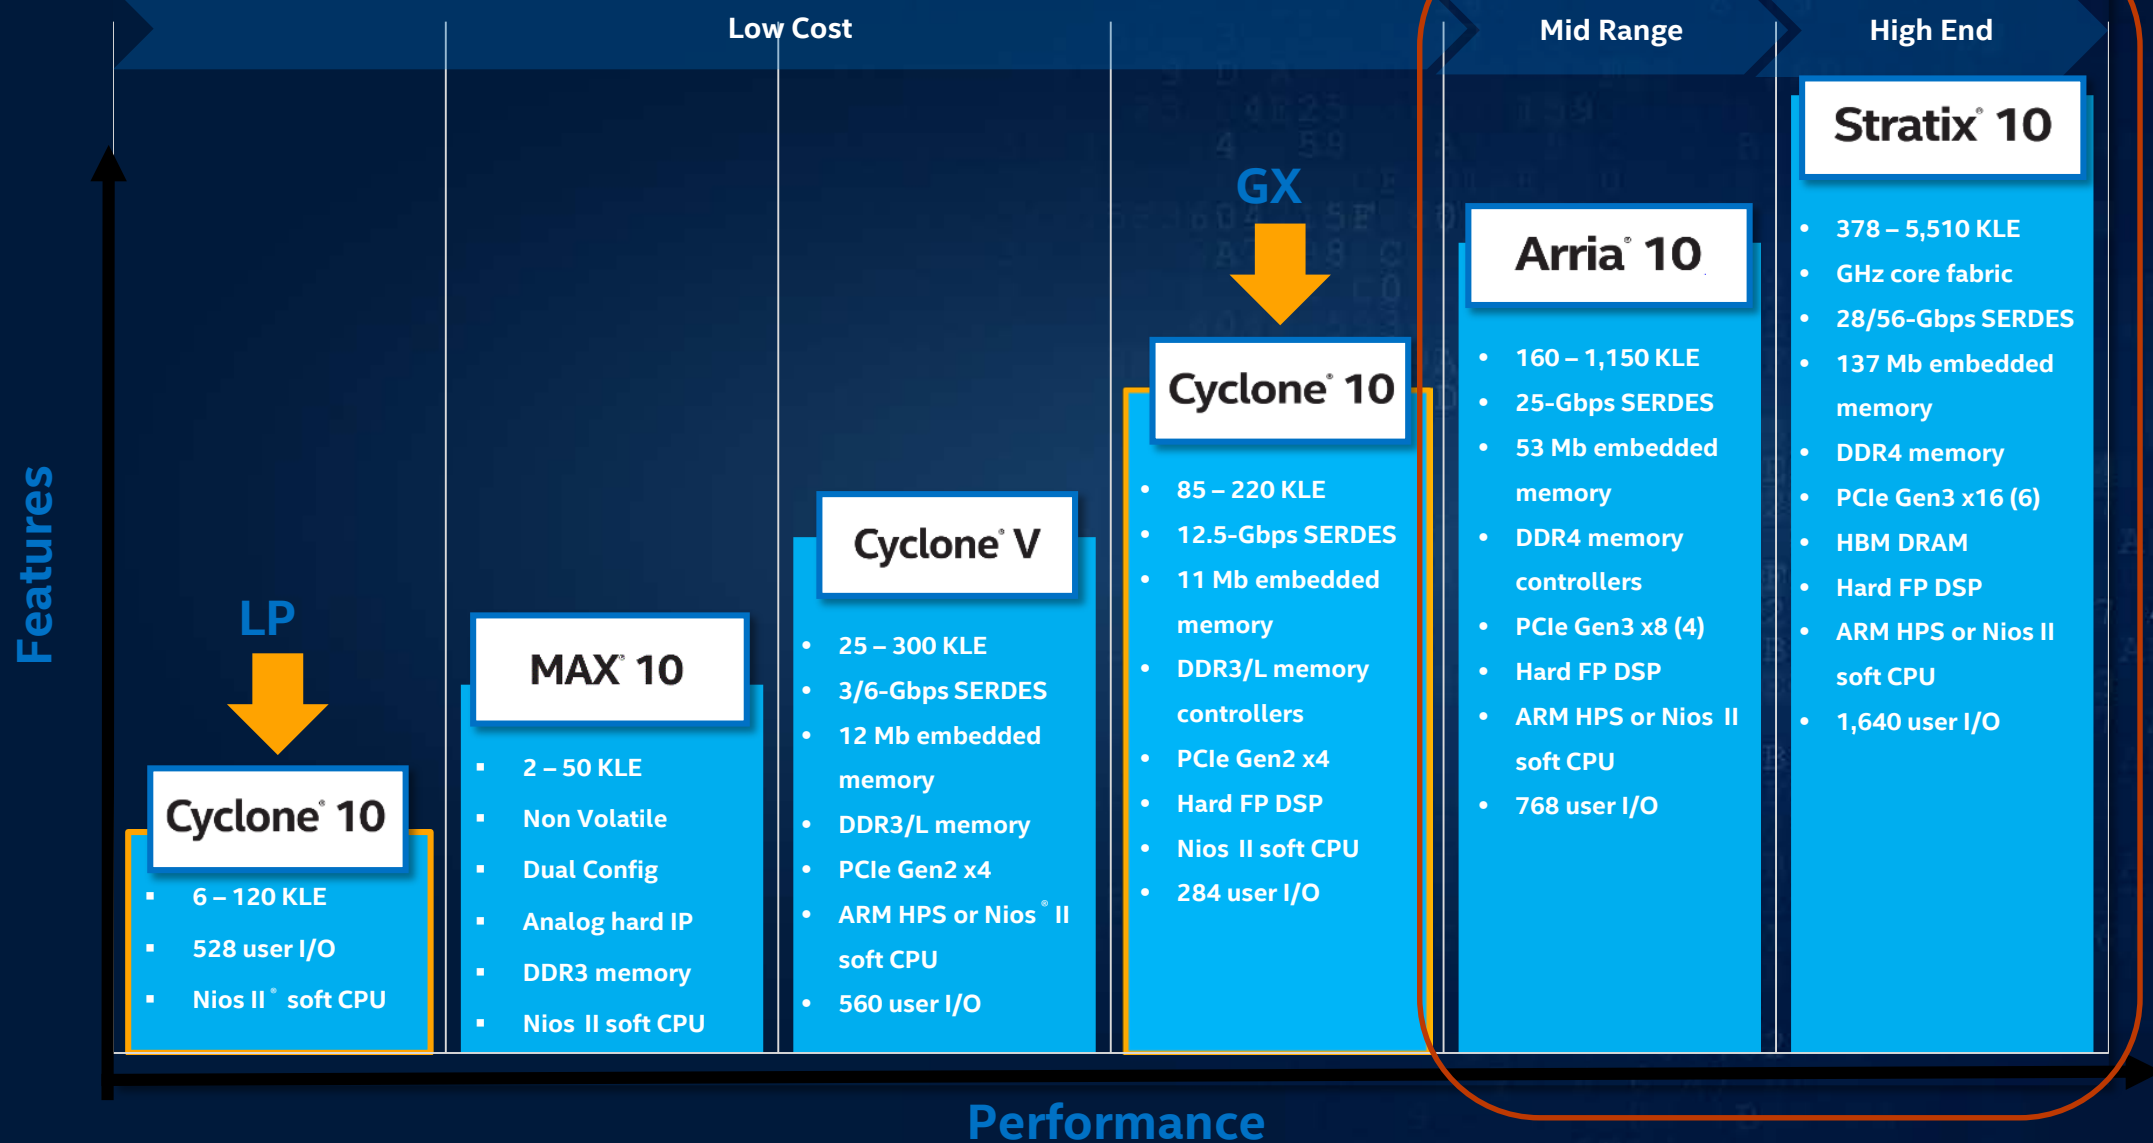 Low Cost
Mid Range
High End
Features
LP
Cyclone® 10
▪ 6 – 120 KLE
▪ 528 user I/O
▪ Nios II® soft CPU
MAX® 10
▪ 2 – 50 KLE
▪ Non Volatile
▪ Dual Config
▪ Analog hard IP
▪ DDR3 memory
▪ Nios II soft CPU
Cyclone® V
• 25 – 300 KLE
• 3/6-Gbps SERDES
• 12 Mb embedded
memory
• DDR3/L memory
• PCIe Gen2 x4
• ARM HPS or Nios® II
soft CPU
• 560 user I/O
GX
Cyclone® 10
• 85 – 220 KLE
• 12.5-Gbps SERDES
• 11 Mb embedded
memory
• DDR3/L memory
controllers
• PCIe Gen2 x4
• Hard FP DSP
• Nios II soft CPU
• 284 user I/O
Arria® 10
• 160 – 1,150 KLE
• 25-Gbps SERDES
• 53 Mb embedded
memory
• DDR4 memory
controllers
• PCIe Gen3 x8 (4)
• Hard FP DSP
• ARM HPS or Nios II
soft CPU
• 768 user I/O
Stratix® 10
• 378 – 5,510 KLE
• GHz core fabric
• 28/56-Gbps SERDES
• 137 Mb embedded
memory
• DDR4 memory
• PCIe Gen3 x16 (6)
• HBM DRAM
• Hard FP DSP
• ARM HPS or Nios II
soft CPU
• 1,640 user I/O
Performance